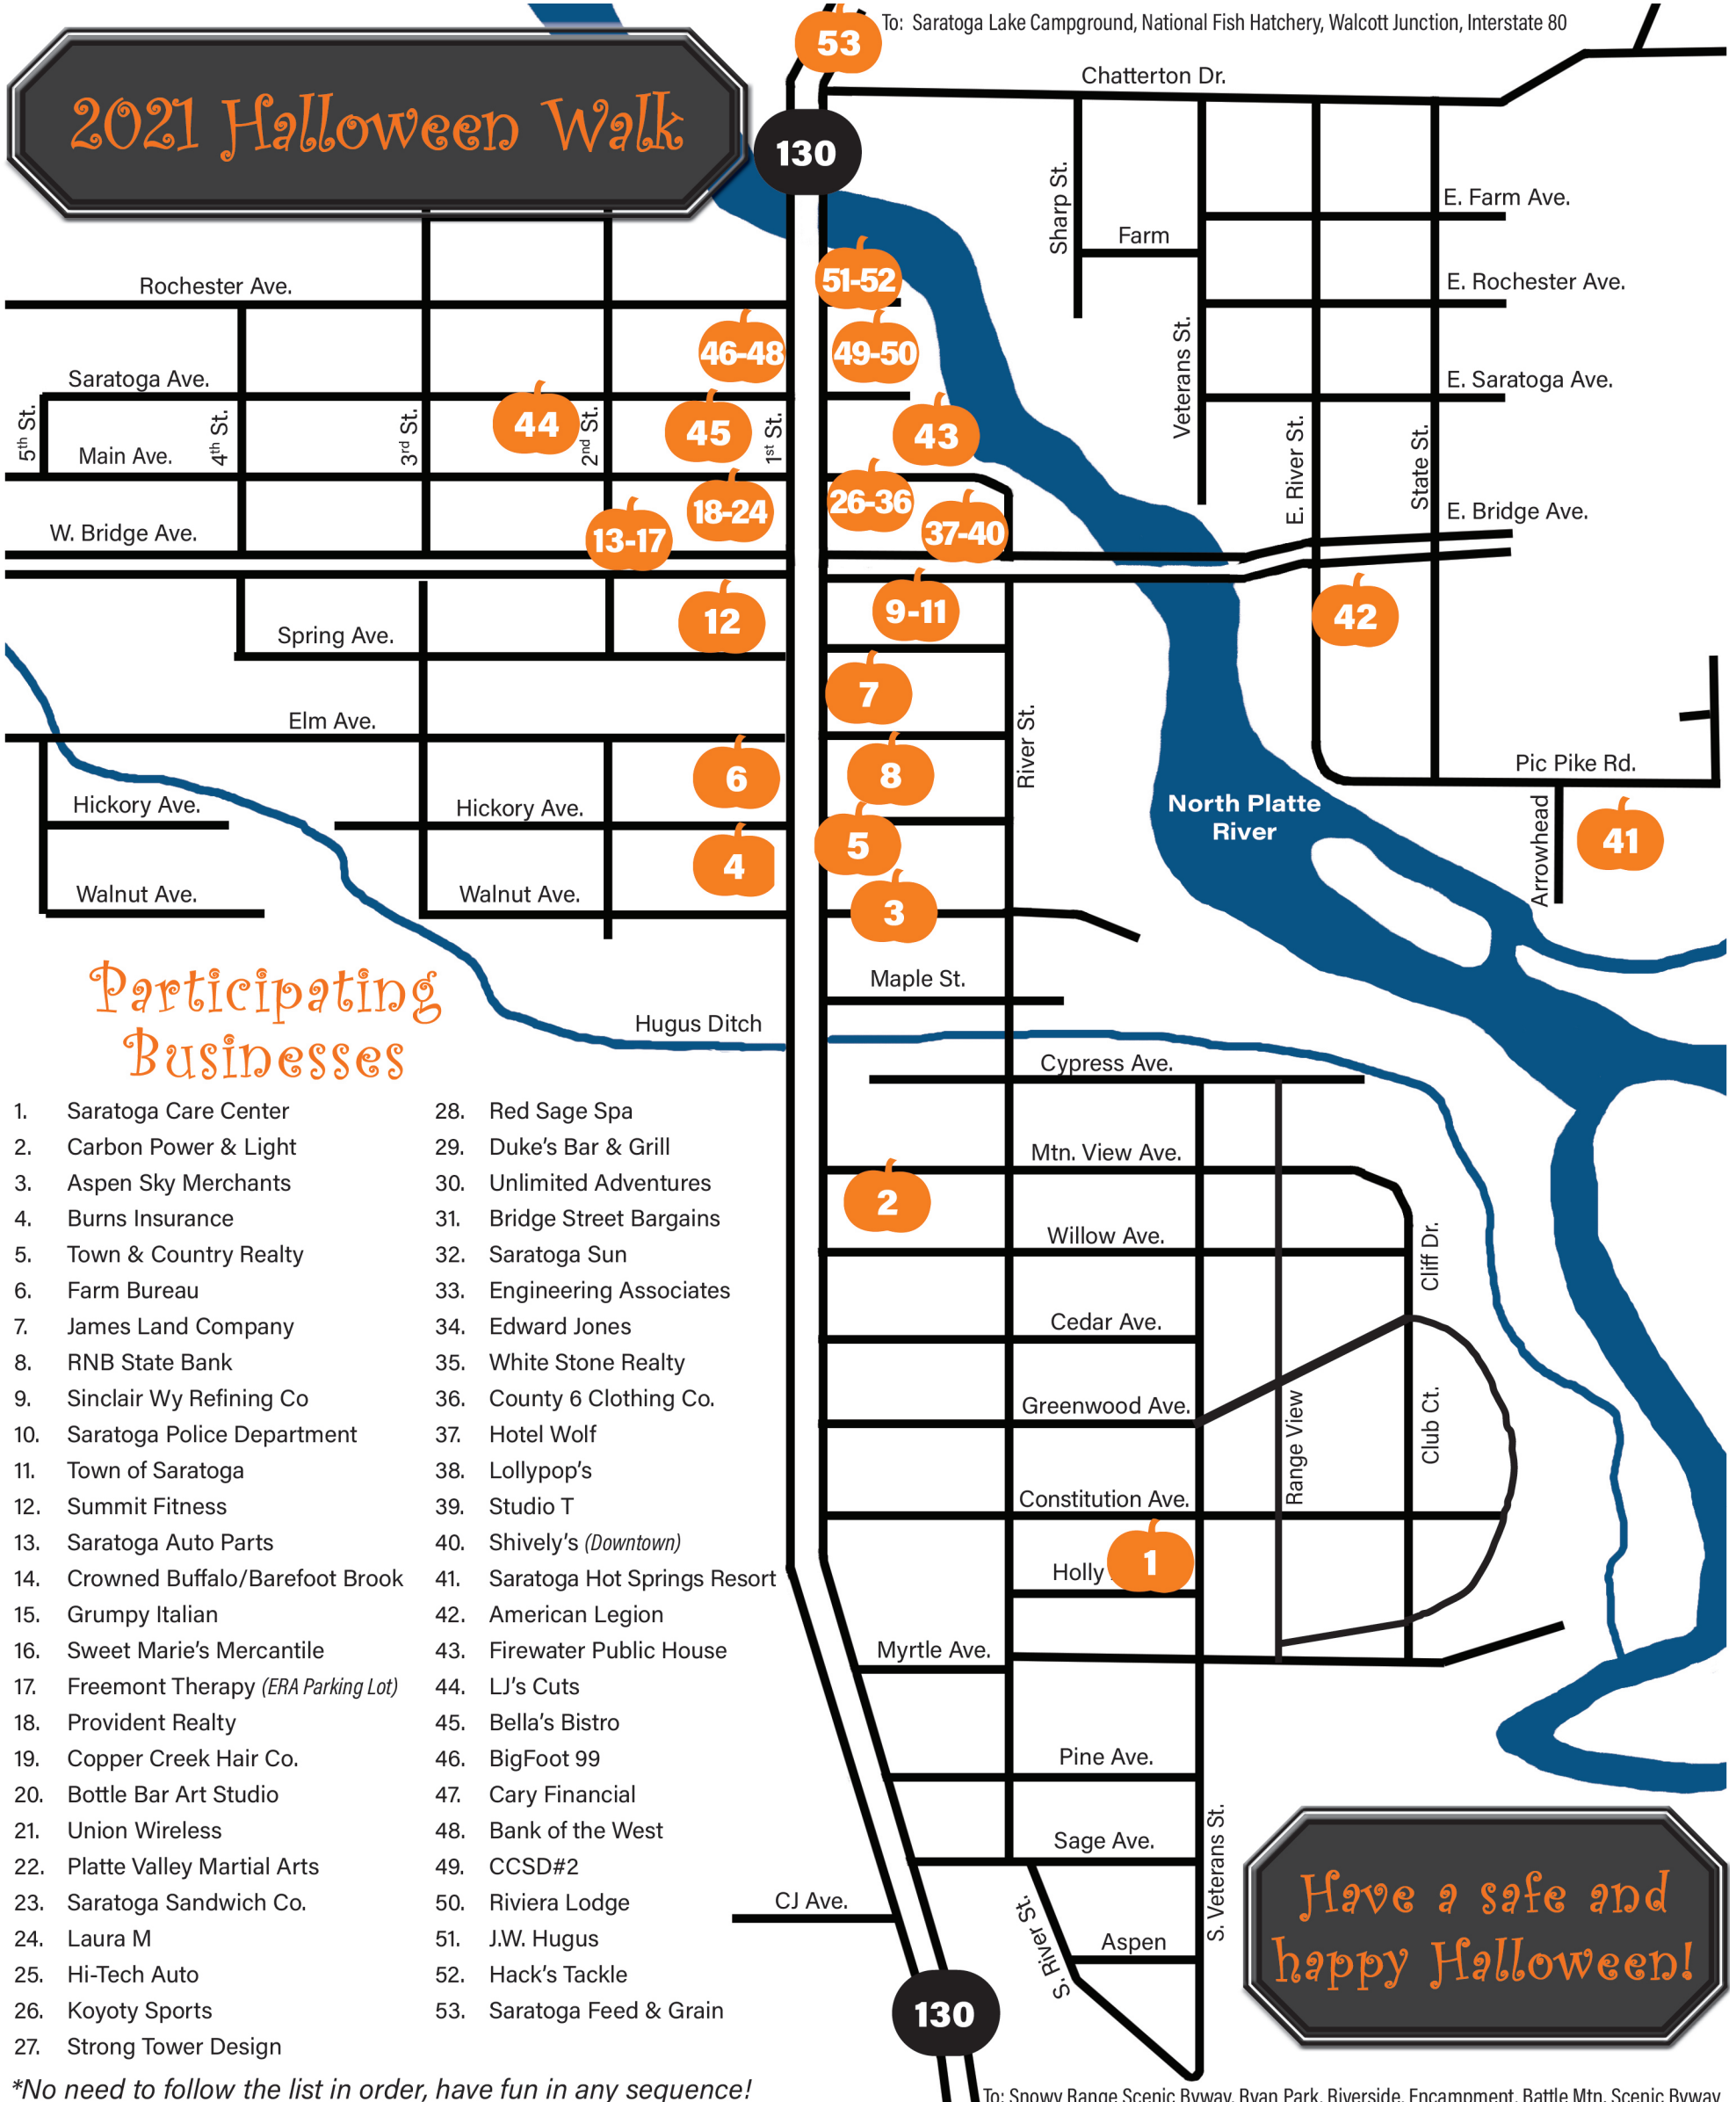 53
To: Saratoga Lake Campground, National Fish Hatchery, Walcott Junction, Interstate 80
Chatterton Dr.
2021 Halloween Walk
130
Sharp St.
E. Farm Ave.
Farm
51-52
Rochester Ave.
E. Rochester Ave.
46-48
49-50
Veterans St.
Saratoga Ave.
E. Saratoga Ave.
5th St.
4th St.
3rd St.
44
2nd St.
45
1st St.
43
E. River St.
State St.
Main Ave.
18-24
26-36
E. Bridge Ave.
W. Bridge Ave.
13-17
37-40
12
9-11
42
Spring Ave.
7
Elm Ave.
River St.
6
8
Pic Pike Rd.
Hickory Ave.
Hickory Ave.
North Platte
River
Arrowhead
41
4
5
Walnut Ave.
Walnut Ave.
3
Maple St.
Hugus Ditch
Cypress Ave.
Mtn. View Ave.
2
Willow Ave.
Cliff Dr.
Cedar Ave.
Greenwood Ave.
Range View
Club Ct.
Constitution Ave.
Holly
1
Myrtle Ave.
Pine Ave.
Sage Ave.
S. Veterans St.
CJ Ave.
S. River St.
Aspen
130
Participating
Businesses
1. Saratoga Care Center
2. Carbon Power & Light
3. Aspen Sky Merchants
4. Burns Insurance
5. Town & Country Realty
6. Farm Bureau
7. James Land Company
8. RNB State Bank
9. Sinclair Wy Refining Co
10. Saratoga Police Department
11. Town of Saratoga
12. Summit Fitness
13. Saratoga Auto Parts
14. Crowned Buffalo/Barefoot Brook
15. Grumpy Italian
16. Sweet Marie's Mercantile
17. Freemont Therapy (ERA Parking Lot)
18. Provident Realty
19. Copper Creek Hair Co.
20. Bottle Bar Art Studio
21. Union Wireless
22. Platte Valley Martial Arts
23. Saratoga Sandwich Co.
24. Laura M
25. Hi-Tech Auto
26. Koyoty Sports
27. Strong Tower Design
28. Red Sage Spa
29. Duke's Bar & Grill
30. Unlimited Adventures
31. Bridge Street Bargains
32. Saratoga Sun
33. Engineering Associates
34. Edward Jones
35. White Stone Realty
36. County 6 Clothing Co.
37. Hotel Wolf
38. Lollypop's
39. Studio T
40. Shively's (Downtown)
41. Saratoga Hot Springs Resort
42. American Legion
43. Firewater Public House
44. LJ's Cuts
45. Bella's Bistro
46. BigFoot 99
47. Cary Financial
48. Bank of the West
49. CCSD#2
50. Riviera Lodge
51. J.W. Hugus
52. Hack's Tackle
53. Saratoga Feed & Grain
*No need to follow the list in order, have fun in any sequence!
Have a safe and
happy Halloween!
To: Snowy Range Scenic Byway, Ryan Park, Riverside, Encampment, Battle Mtn. Scenic Byway